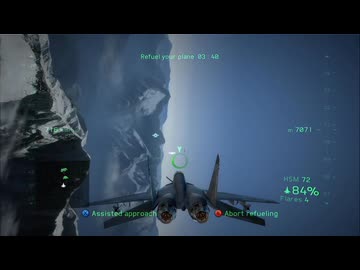 Refuel your plane 03:40
m 7071
HSM 72
84%
Flares 4
X Assisted approach
B Abort refueling